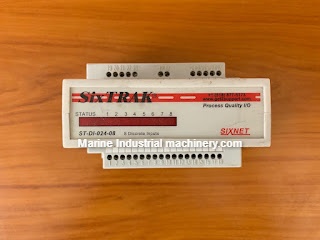 SixTRAK
Process Quality I/O
STATUS 1 2 3 4 5 6 7 8
ST-DI-024-08 8 Discrete Inputs
SIXNET
Marine Industrial machinery.com